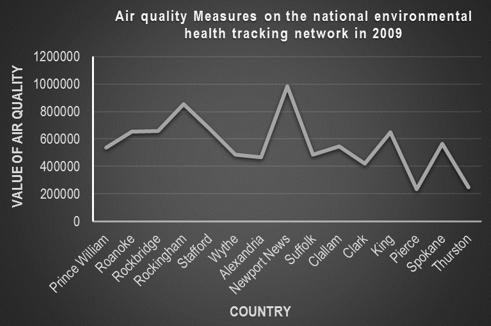 Air quality Measures on the national environmental
health tracking network in 2009
VALUE OF AIR QUALITY
1200000
1000000
800000
600000
400000
200000
0
Prince William
Roanoke
Rockbridge
Rockingham
Stafford
Wythe
Alexandria
Newport News
Suffolk
Clallam
Clark
King
Pierce
Spokane
Thurston
COUNTRY